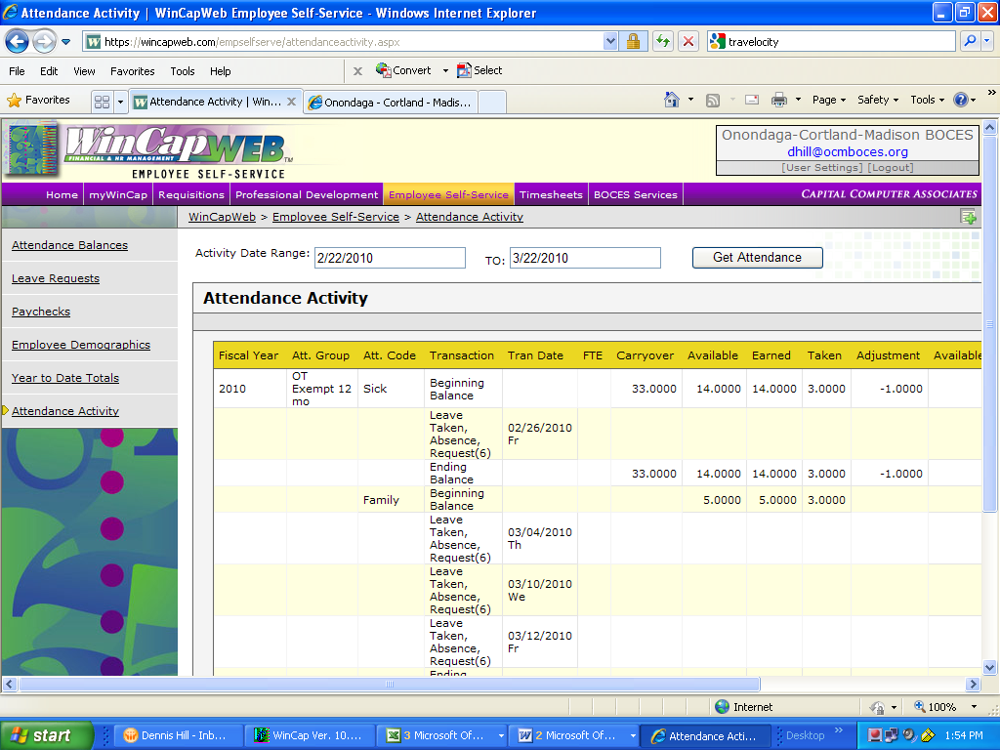 Attendance Activity | WinCapWeb Employee Self-Service - Windows Internet Explorer
https://wincapweb.com/empselfserve/attendanceactivity.aspx
travelocity
File Edit View Favorites Tools Help
x Convert Select
Favorites
Attendance Activity | Win... x
Onondaga - Cortland - Madis...
Page Safety Tools »
WinCapWEB TM
FINANCIAL & HR MANAGEMENT
EMPLOYEE SELF-SERVICE
Onondaga-Cortland-Madison BOCES
dhill@ocmboces.org
[User Settings] [Logout]
Home myWinCap Requisitions Professional Development Employee Self-Service Timesheets BOCES Services CAPITAL COMPUTER ASSOCIATES
WinCapWeb > Employee Self-Service > Attendance Activity
Attendance Balances
Leave Requests
Paychecks
Employee Demographics
Year to Date Totals
Attendance Activity
Activity Date Range: 2/22/2010 TO: 3/22/2010 Get Attendance
Attendance Activity
Fiscal Year Att. Group Att. Code Transaction Tran Date FTE Carryover Available Earned Taken Adjustment Available
2010 OT Exempt 12 mo Sick Beginning Balance 33.0000 14.0000 14.0000 3.0000 -1.0000
Leave Taken, Absence, Request(6) 02/26/2010 Fr
Ending Balance 33.0000 14.0000 14.0000 3.0000 -1.0000
Family Beginning Balance 5.0000 5.0000 3.0000
Leave Taken, Absence, Request(6) 03/04/2010 Th
Leave Taken, Absence, Request(6) 03/10/2010 We
Leave Taken, Absence, Request(6) 03/12/2010 Fr
Ending
Internet 100%
start Dennis Hill - Inb... WinCap Ver. 10.... 3 Microsoft Of... 2 Microsoft Of... Attendance Acti... Desktop » 1:54 PM